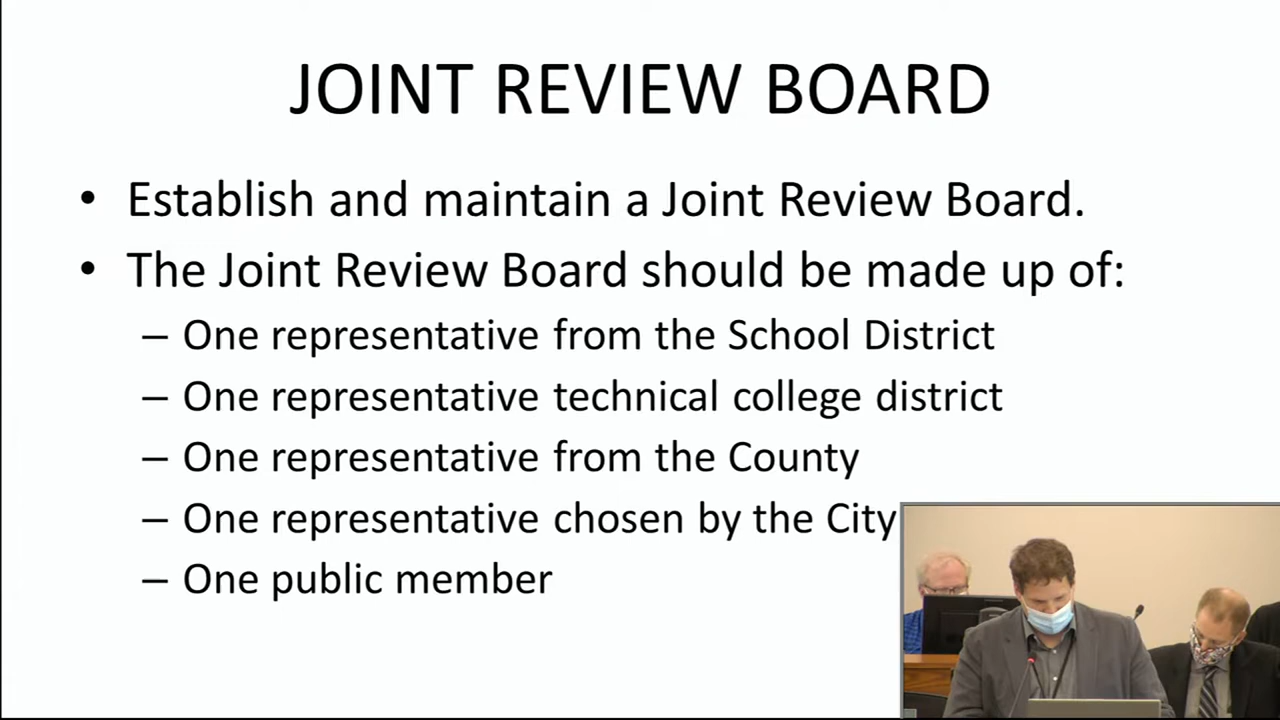 JOINT REVIEW BOARD
• Establish and maintain a Joint Review Board.
• The Joint Review Board should be made up of:
– One representative from the School District
– One representative technical college district
– One representative from the County
– One representative chosen by the City
– One public member